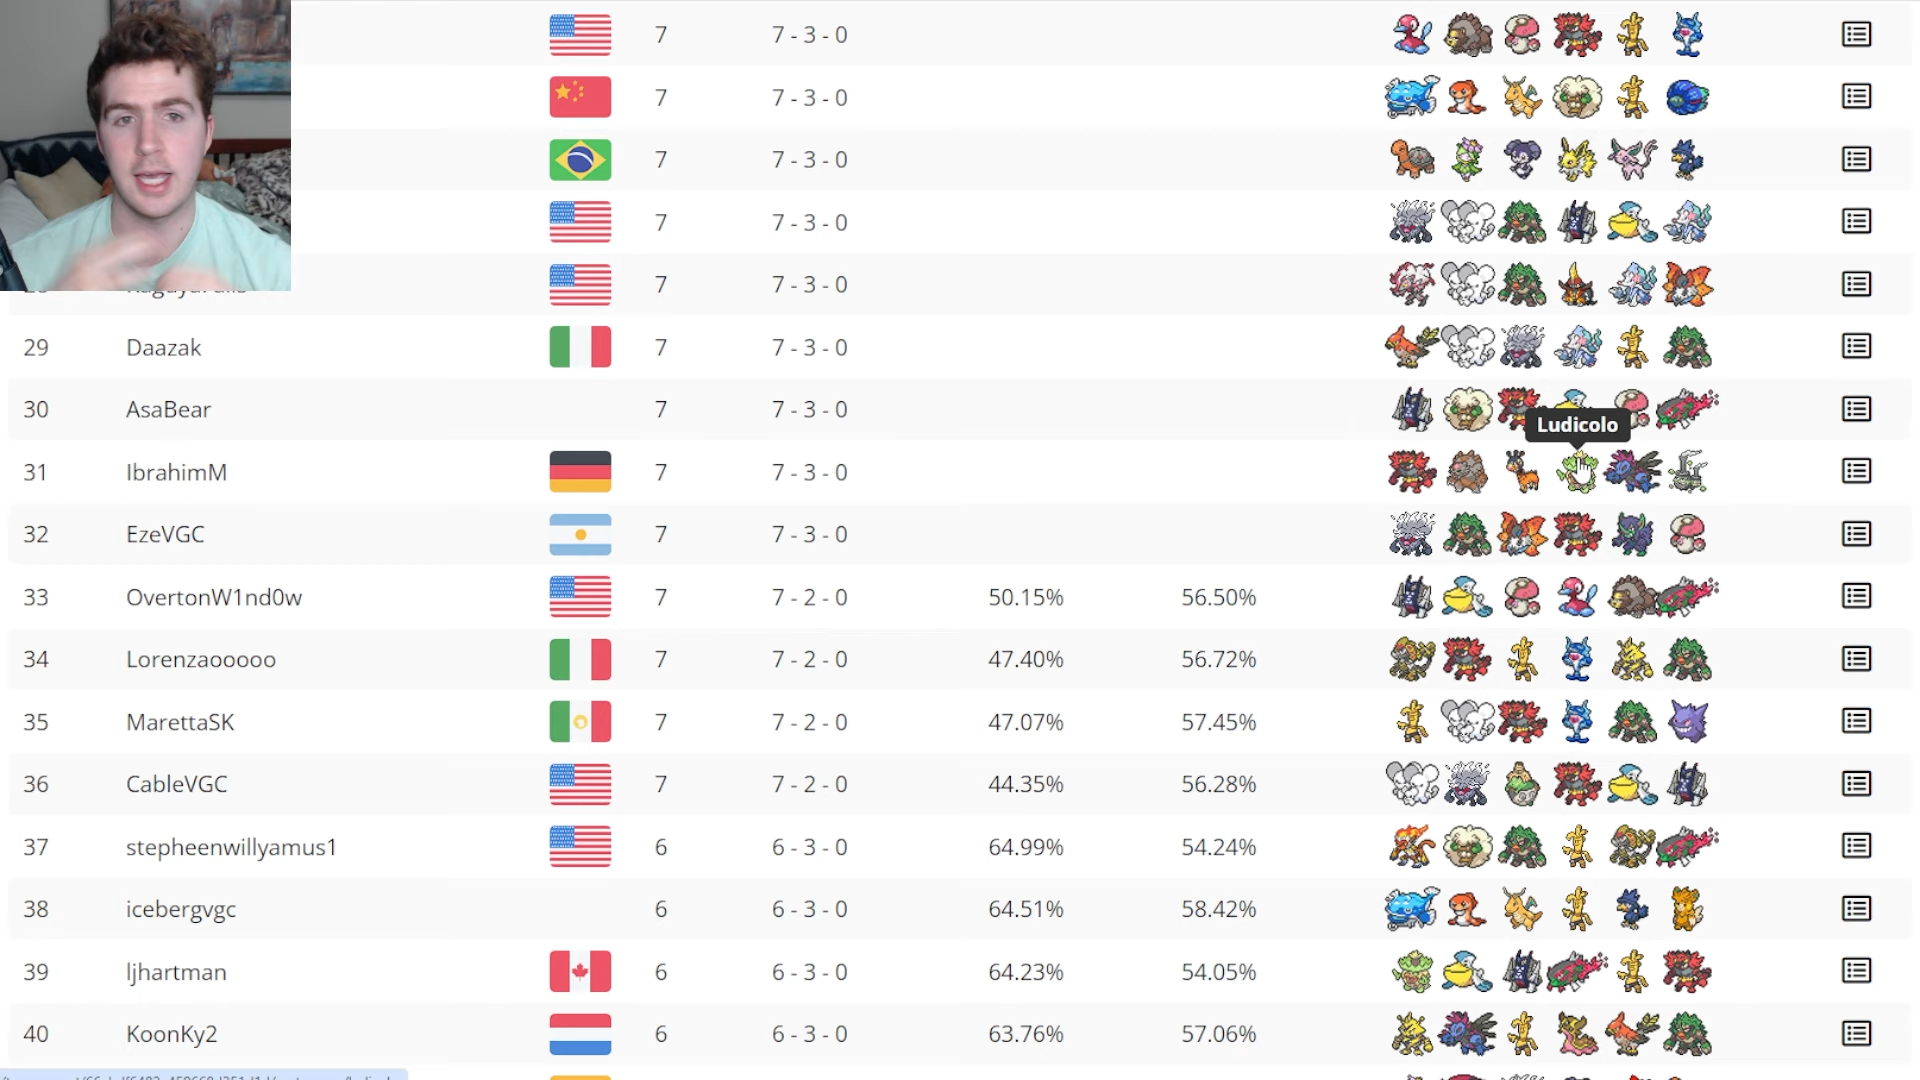 7 7 - 3 - 0
7 7 - 3 - 0
7 7 - 3 - 0
7 7 - 3 - 0
7 7 - 3 - 0
29 Daazak 7 7 - 3 - 0
30 AsaBear 7 7 - 3 - 0
Ludicolo
31 IbrahimM 7 7 - 3 - 0
32 EzeVGC 7 7 - 3 - 0
33 OvertonW1nd0w 7 7 - 2 - 0 50.15% 56.50%
34 Lorenzaooooo 7 7 - 2 - 0 47.40% 56.72%
35 MarettaSK 7 7 - 2 - 0 47.07% 57.45%
36 CableVGC 7 7 - 2 - 0 44.35% 56.28%
37 stepheenwillyamus1 6 6 - 3 - 0 64.99% 54.24%
38 icebergvgc 6 6 - 3 - 0 64.51% 58.42%
39 ljhartman 6 6 - 3 - 0 64.23% 54.05%
40 KoonKy2 6 6 - 3 - 0 63.76% 57.06%